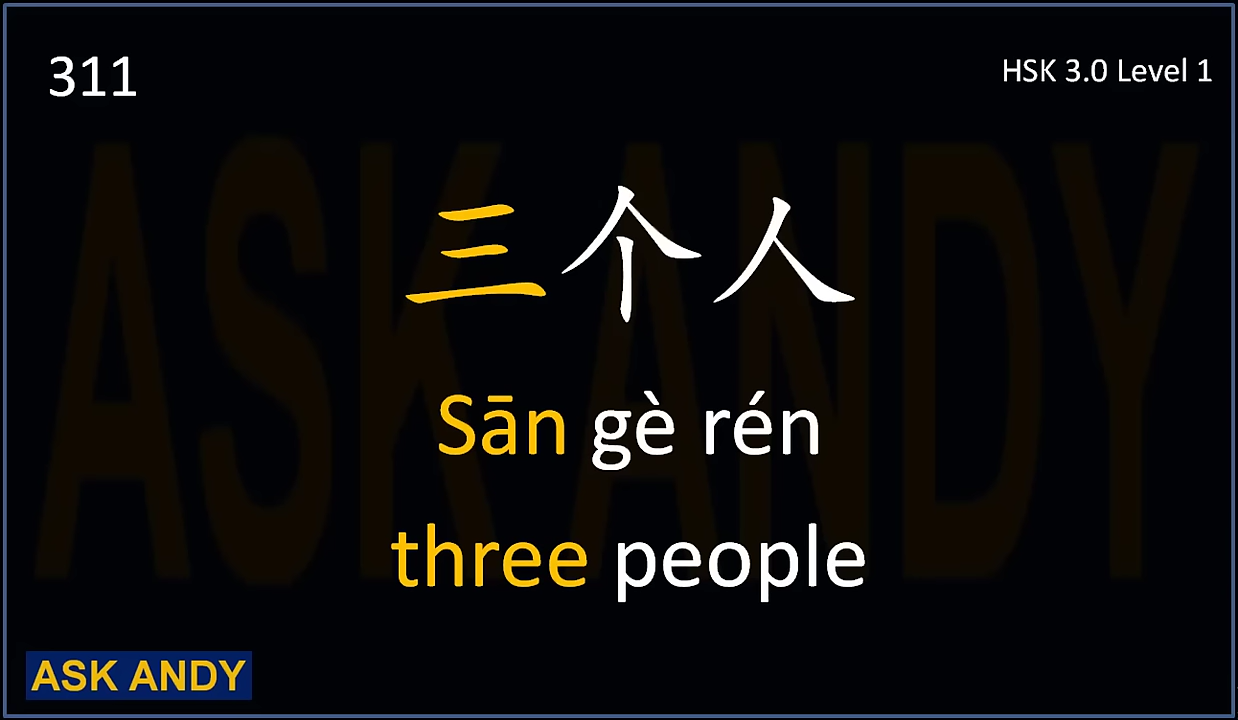 311
HSK 3.0 Level 1
ASK ANDY
三个人
Sān gè rén
three people
ASK ANDY